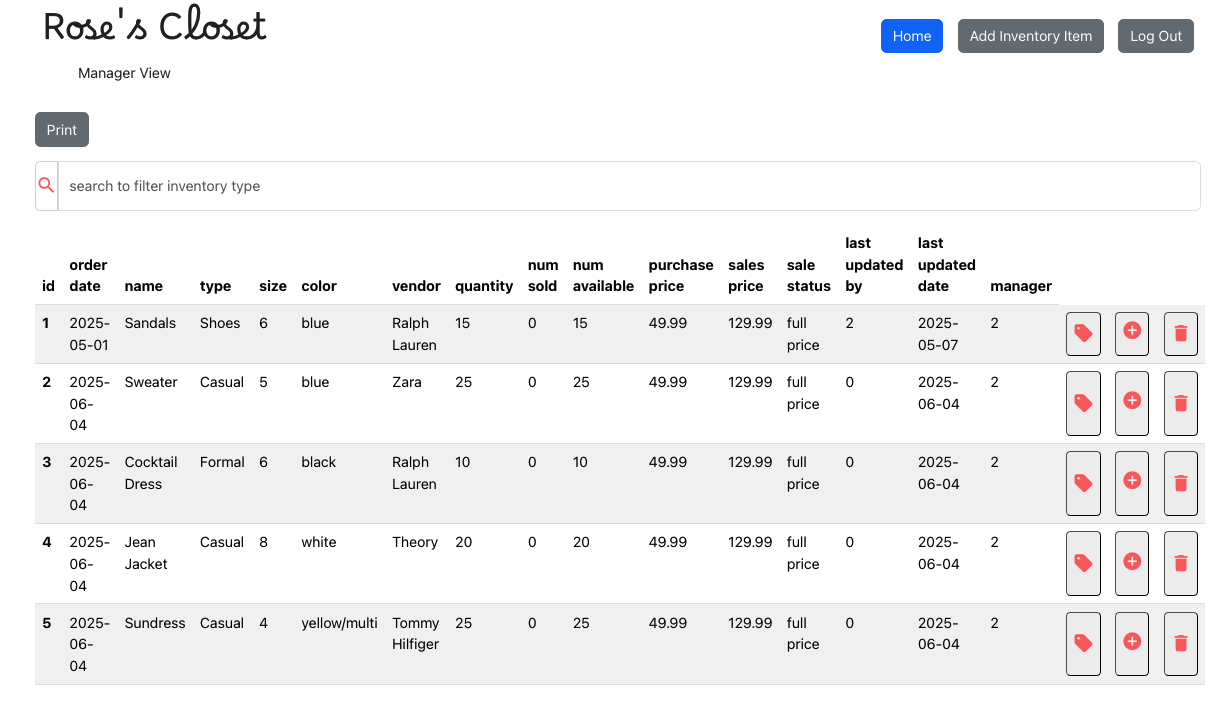 Rose's Closet
Home Add Inventory Item Log Out
Manager View
Print
search to filter inventory type
id order date name type size color vendor quantity num sold num available purchase price sales price sale status last updated by last updated date manager
1 2025-05-01 Sandals Shoes 6 blue Ralph Lauren 15 0 15 49.99 129.99 full price 2 2025-05-07 2
2 2025-06-04 Sweater Casual 5 blue Zara 25 0 25 49.99 129.99 full price 0 2025-06-04 2
3 2025-06-04 Cocktail Dress Formal 6 black Ralph Lauren 10 0 10 49.99 129.99 full price 0 2025-06-04 2
4 2025-06-04 Jean Jacket Casual 8 white Theory 20 0 20 49.99 129.99 full price 0 2025-06-04 2
5 2025-06-04 Sundress Casual 4 yellow/multi Tommy Hilfiger 25 0 25 49.99 129.99 full price 0 2025-06-04 2